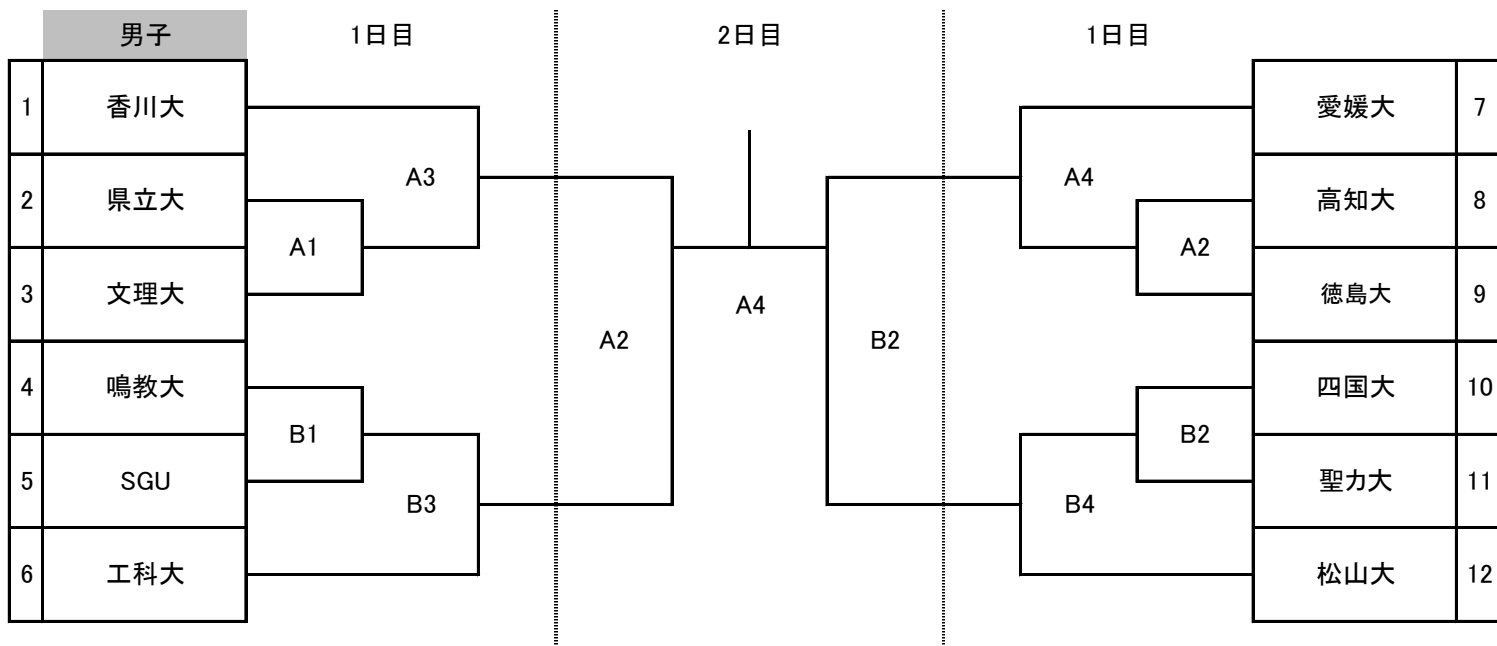 男子 1日目 2日目 1日目
1 香川大 愛媛大 7
A3 A4
2 県立大 高知大 8
A1 A2
3 文理大 徳島大 9
A4
A2 B2
4 鳴教大 四国大 10
B1 B2
5 SGU 聖カ大 11
B3 B4
6 工科大 松山大 12